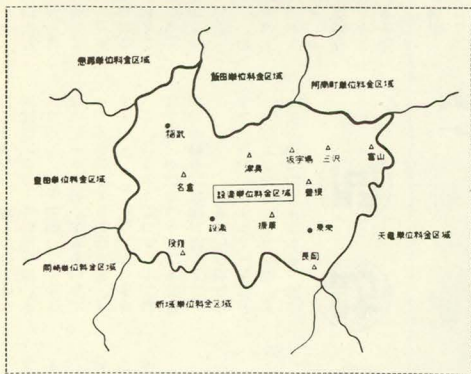 恵那単位料金区域
飯田単位料金区域
阿南町単位料金区域
稲武
津具
坂宇場
三沢
富山
豊田単位料金区域
名倉
豊根
設楽単位料金区域
設楽
振草
東栄
天竜単位料金区域
段嶺
長岡
岡崎単位料金区域
新城単位料金区域